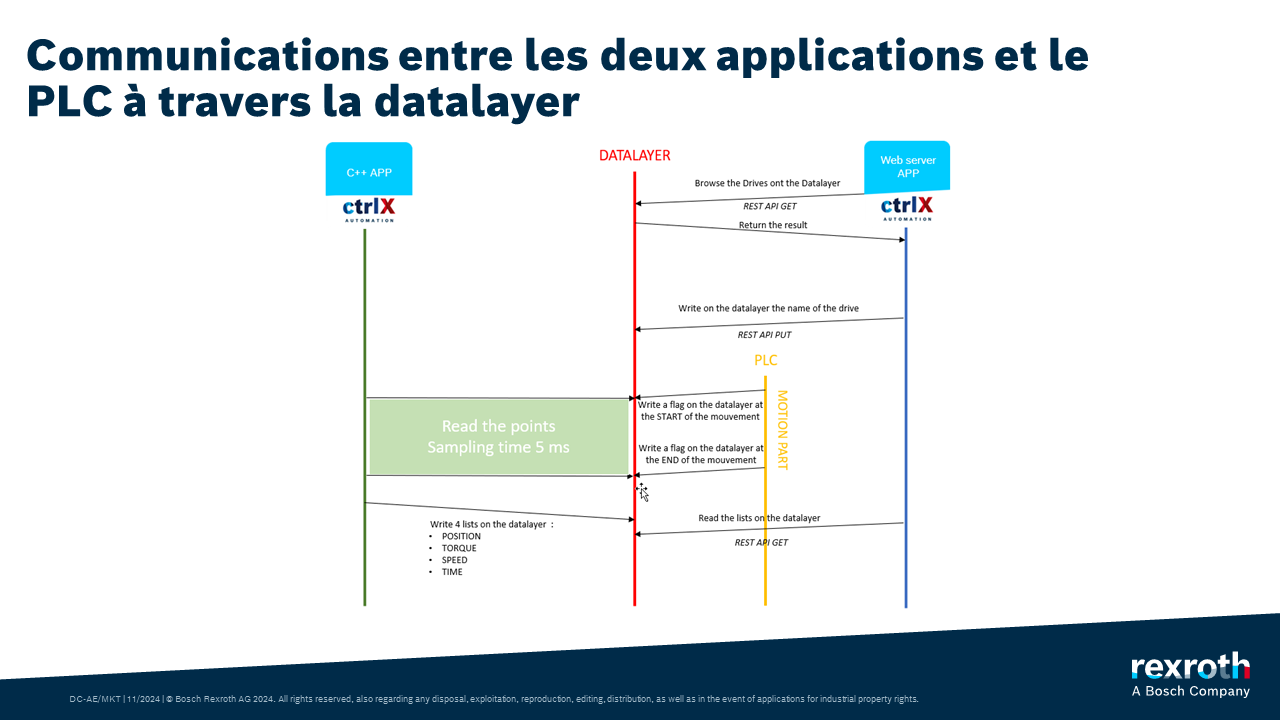 Communications entre les deux applications et le
PLC à travers la datalayer
C++ APP
ctrlX
AUTOMATION
DATALAYER
Web server
APP
ctrlX
AUTOMATION
Browse the Drives ont the Datalayer
REST API GET
Return the result
Write on the datalayer the name of the drive
REST API PUT
PLC
MOTION PART
Write a flag on the datalayer at
the START of the mouvement
Read the points
Sampling time 5 ms
Write a flag on the datalayer at
the END of the mouvement
Read the lists on the datalayer
REST API GET
Write 4 lists on the datalayer :
• POSITION
• TORQUE
• SPEED
• TIME
rexroth
A Bosch Company
DC-AE/MKT | 11/2024 | © Bosch Rexroth AG 2024. All rights reserved, also regarding any disposal, exploitation, reproduction, editing, distribution, as well as in the event of applications for industrial property rights.